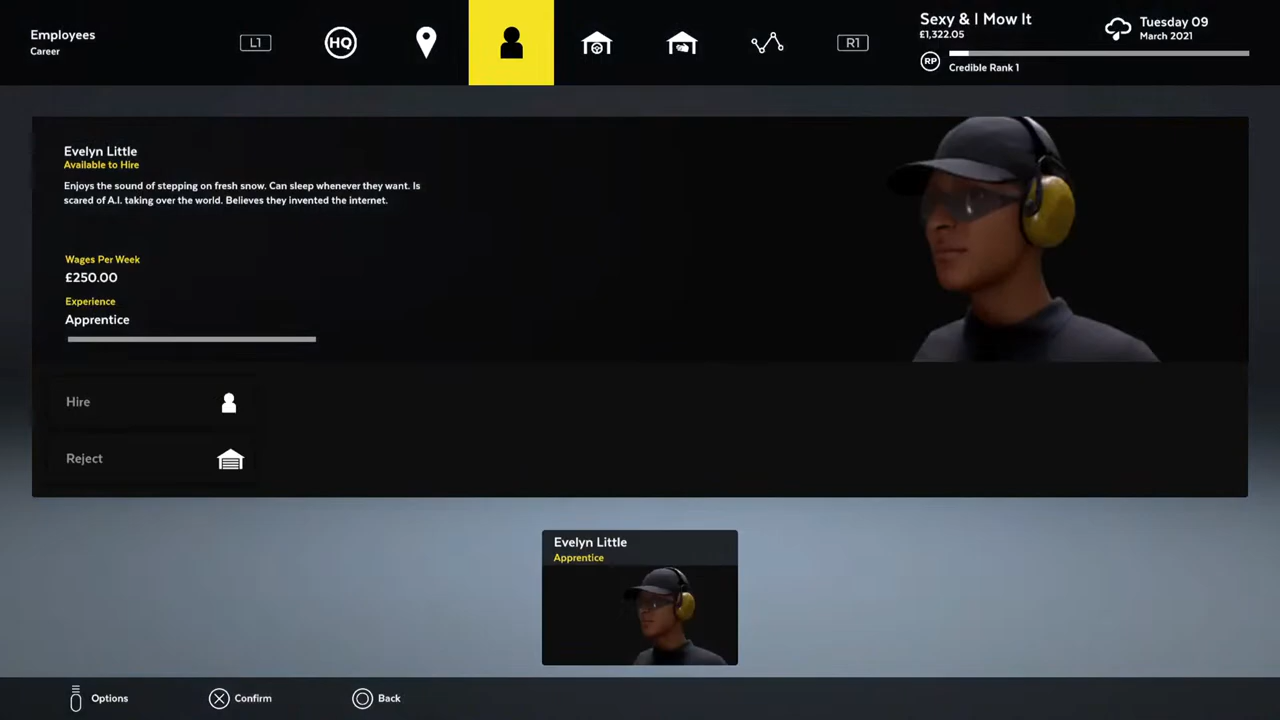 Employees
Career
L1
HQ
R1
Sexy & I Mow It
£1,322.05
RP
Credible Rank 1
Tuesday 09
March 2021
Evelyn Little
Available to Hire
Enjoys the sound of stepping on fresh snow. Can sleep whenever they want. Is
scared of A.I. taking over the world. Believes they invented the internet.
Wages Per Week
£250.00
Experience
Apprentice
Hire
Reject
Evelyn Little
Apprentice
Options
Confirm
Back